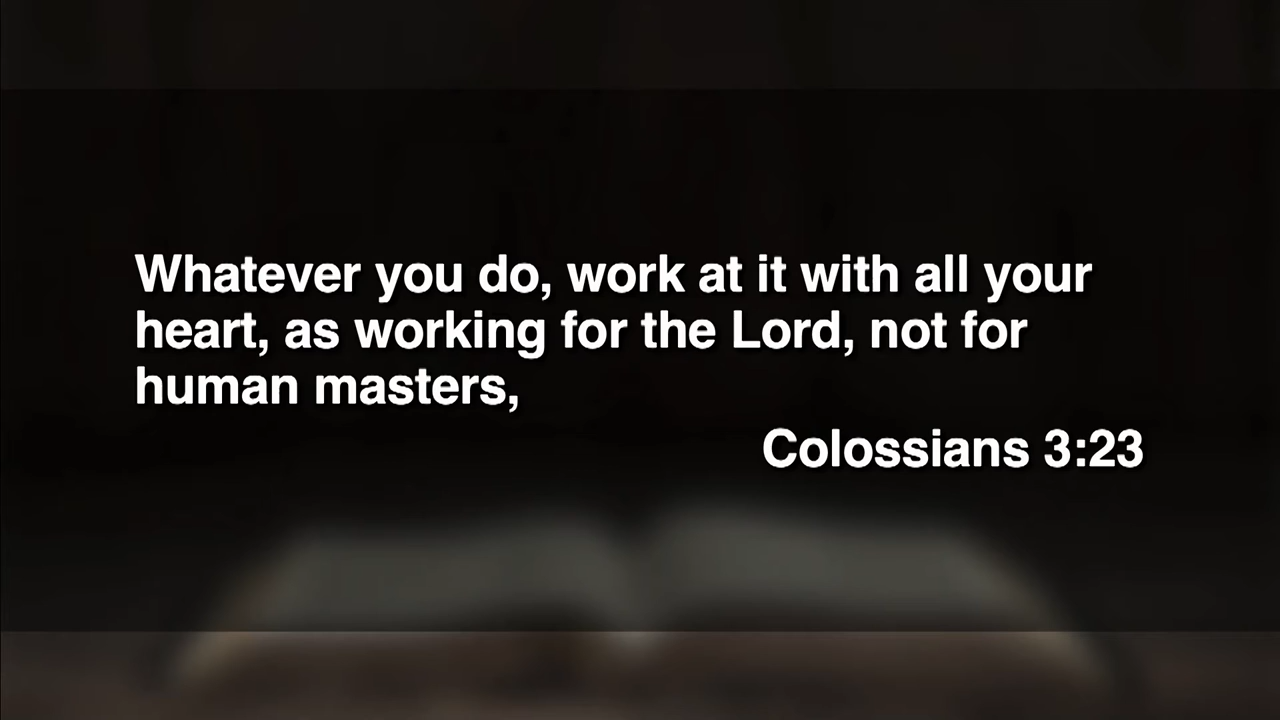 Whatever you do, work at it with all your
heart, as working for the Lord, not for
human masters,
Colossians 3:23